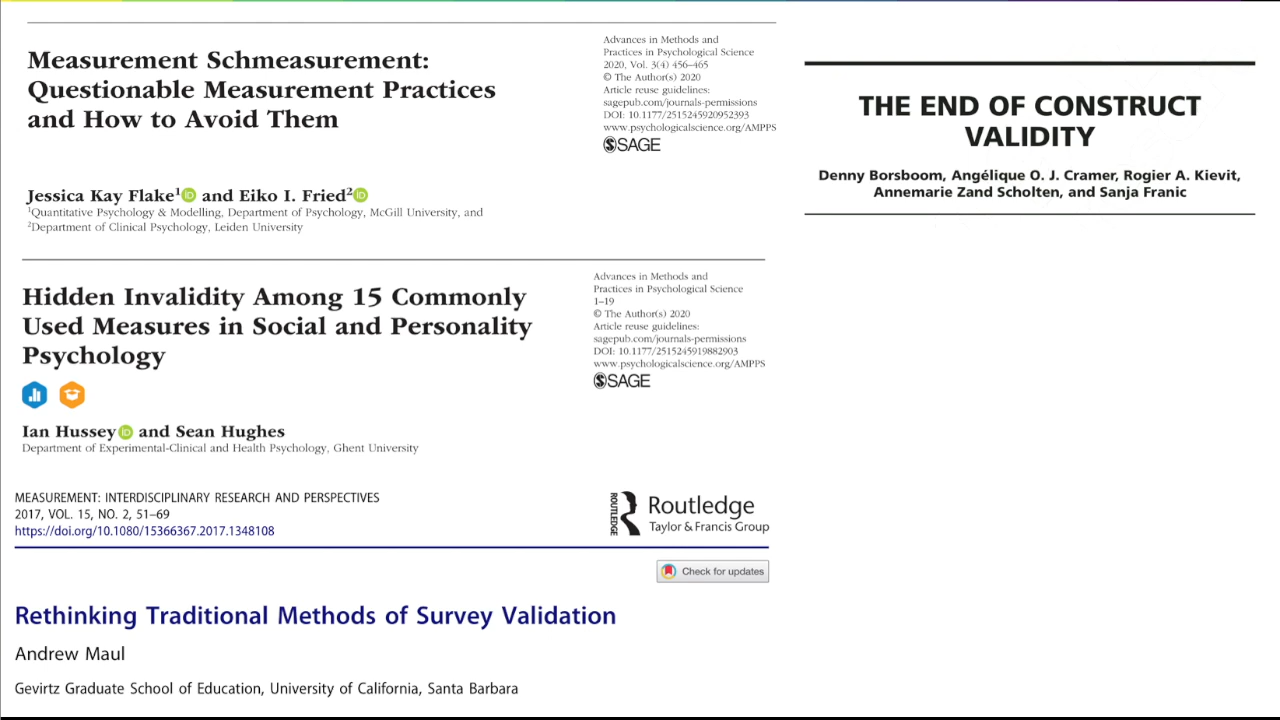 Measurement Schmeasurement:
Questionable Measurement Practices
and How to Avoid Them
Advances in Methods and
Practices in Psychological Science
2020, Vol. 3(4) 456–465
© The Author(s) 2020
Article reuse guidelines:
sagepub.com/journals-permissions
DOI: 10.1177/2515245920952393
www.psychologicalscience.org/AMPPS
SAGE
Jessica Kay Flake1 iD and Eiko I. Fried2 iD
1Quantitative Psychology & Modelling, Department of Psychology, McGill University, and
2Department of Clinical Psychology, Leiden University
Hidden Invalidity Among 15 Commonly
Used Measures in Social and Personality
Psychology
Advances in Methods and
Practices in Psychological Science
1–19
© The Author(s) 2020
Article reuse guidelines:
sagepub.com/journals-permissions
DOI: 10.1177/2515245919882903
www.psychologicalscience.org/AMPPS
SAGE
Ian Hussey iD and Sean Hughes
Department of Experimental-Clinical and Health Psychology, Ghent University
MEASUREMENT: INTERDISCIPLINARY RESEARCH AND PERSPECTIVES
2017, VOL. 15, NO. 2, 51–69
https://doi.org/10.1080/15366367.2017.1348108
ROUTLEDGE
Routledge
Taylor & Francis Group
Check for updates
Rethinking Traditional Methods of Survey Validation
Andrew Maul
Gevirtz Graduate School of Education, University of California, Santa Barbara
THE END OF CONSTRUCT
VALIDITY
Denny Borsboom, Angélique O. J. Cramer, Rogier A. Kievit,
Annemarie Zand Scholten, and Sanja Franic